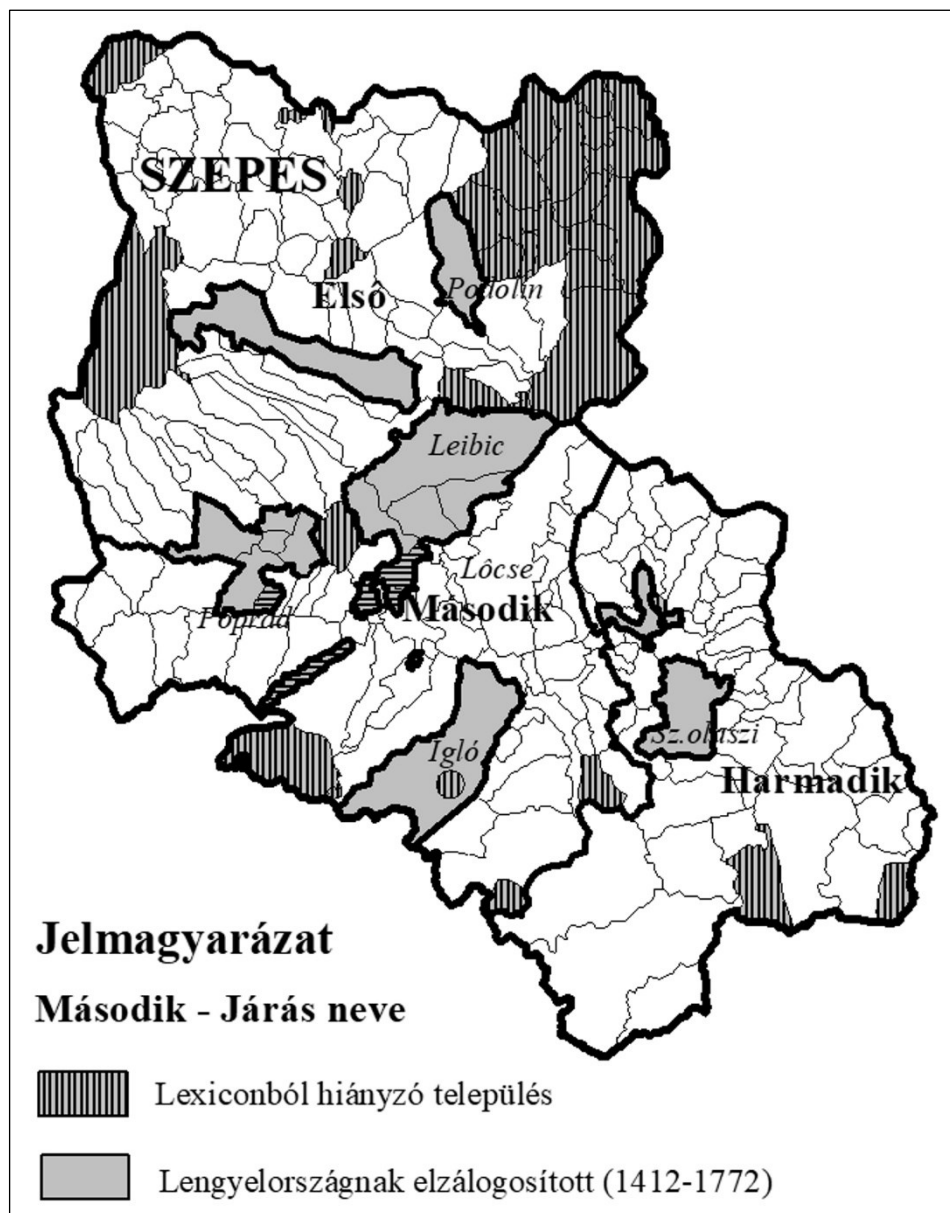 SZEPES
Első
Podolin
Leibic
Lôcse
Második
Poprád
Igló
Sz.olaszi
Harmadik
Jelmagyarázat
Második - Járás neve
Lexiconból hiányzó település
Lengyelországnak elzálogosított (1412-1772)